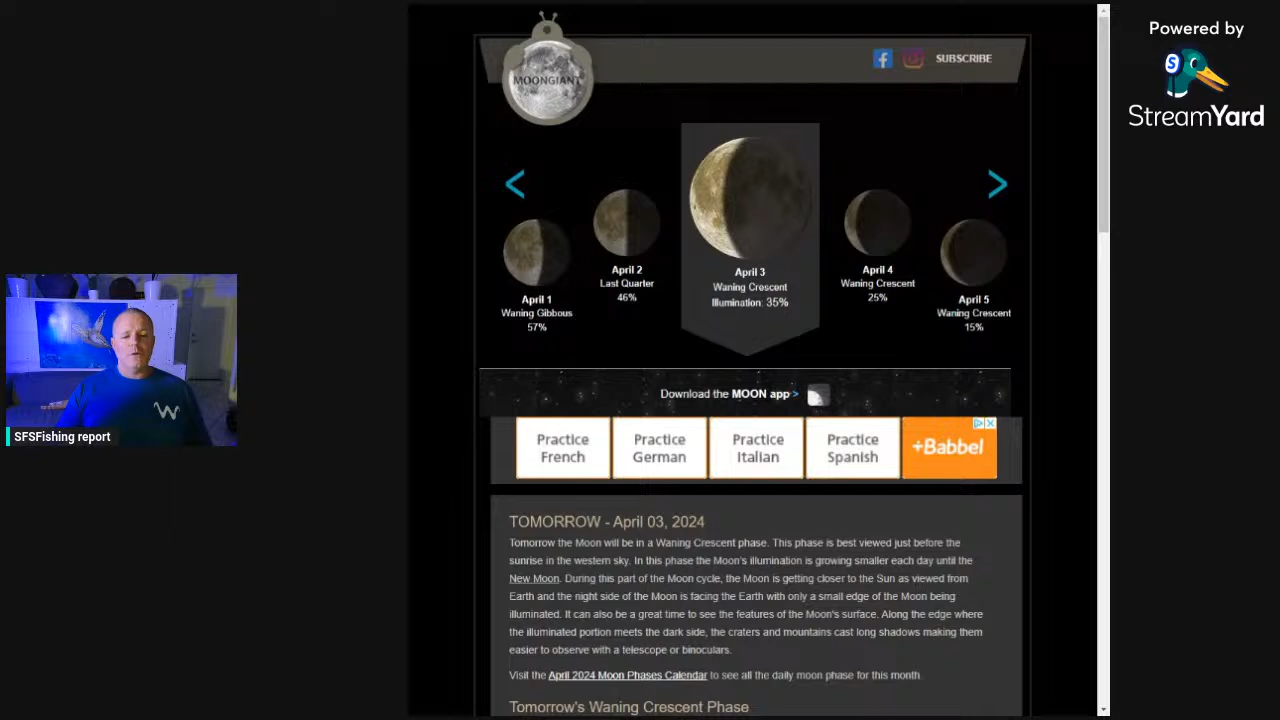 Powered by
StreamYard
MOONGIANT
SUBSCRIBE
<
>
April 1
Waning Gibbous
57%
April 2
Last Quarter
46%
April 3
Waning Crescent
Illumination: 35%
April 4
Waning Crescent
25%
April 5
Waning Crescent
15%
Download the MOON app >
Practice
French
Practice
German
Practice
Italian
Practice
Spanish
+Babbel
SFSFishing report
TOMORROW - April 03, 2024
Tomorrow the Moon will be in a Waning Crescent phase. This phase is best viewed just before the
sunrise in the western sky. In this phase the Moon's illumination is growing smaller each day until the
New Moon. During this part of the Moon cycle, the Moon is getting closer to the Sun as viewed from
Earth and the night side of the Moon is facing the Earth with only a small edge of the Moon being
illuminated. It can also be a great time to see the features of the Moon's surface. Along the edge where
the illuminated portion meets the dark side, the craters and mountains cast long shadows making them
easier to observe with a telescope or binoculars.
Visit the April 2024 Moon Phases Calendar to see all the daily moon phase for this month.
Tomorrow's Waning Crescent Phase